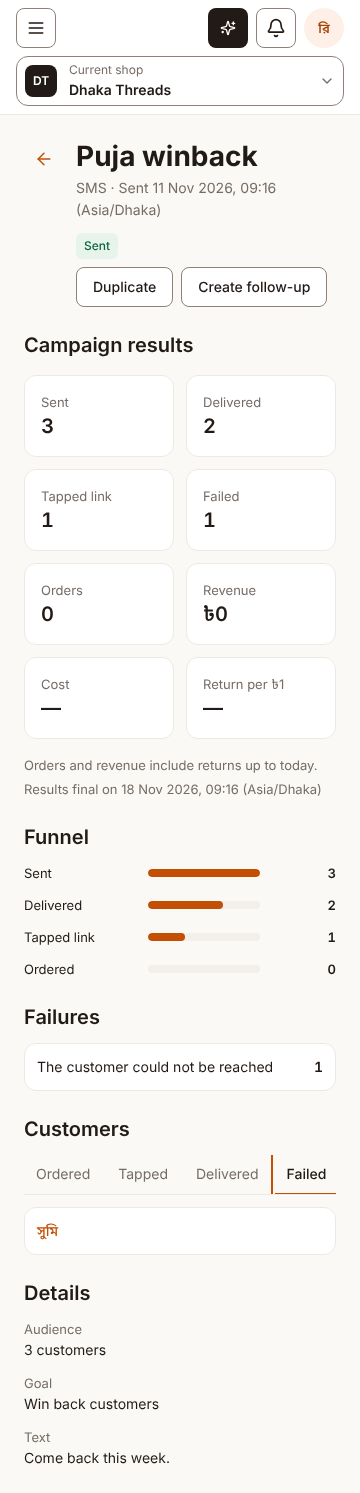 রি
DT
Current shop
Dhaka Threads
Puja winback
SMS · Sent 11 Nov 2026, 09:16
(Asia/Dhaka)
Sent
Duplicate
Create follow-up
Campaign results
Sent
3
Delivered
2
Tapped link
1
Failed
1
Orders
0
Revenue
৳0
Cost
—
Return per ৳1
—
Orders and revenue include returns up to today.
Results final on 18 Nov 2026, 09:16 (Asia/Dhaka)
Funnel
Sent 3
Delivered 2
Tapped link 1
Ordered 0
Failures
The customer could not be reached 1
Customers
Ordered Tapped Delivered Failed
সুমি
Details
Audience
3 customers
Goal
Win back customers
Text
Come back this week.